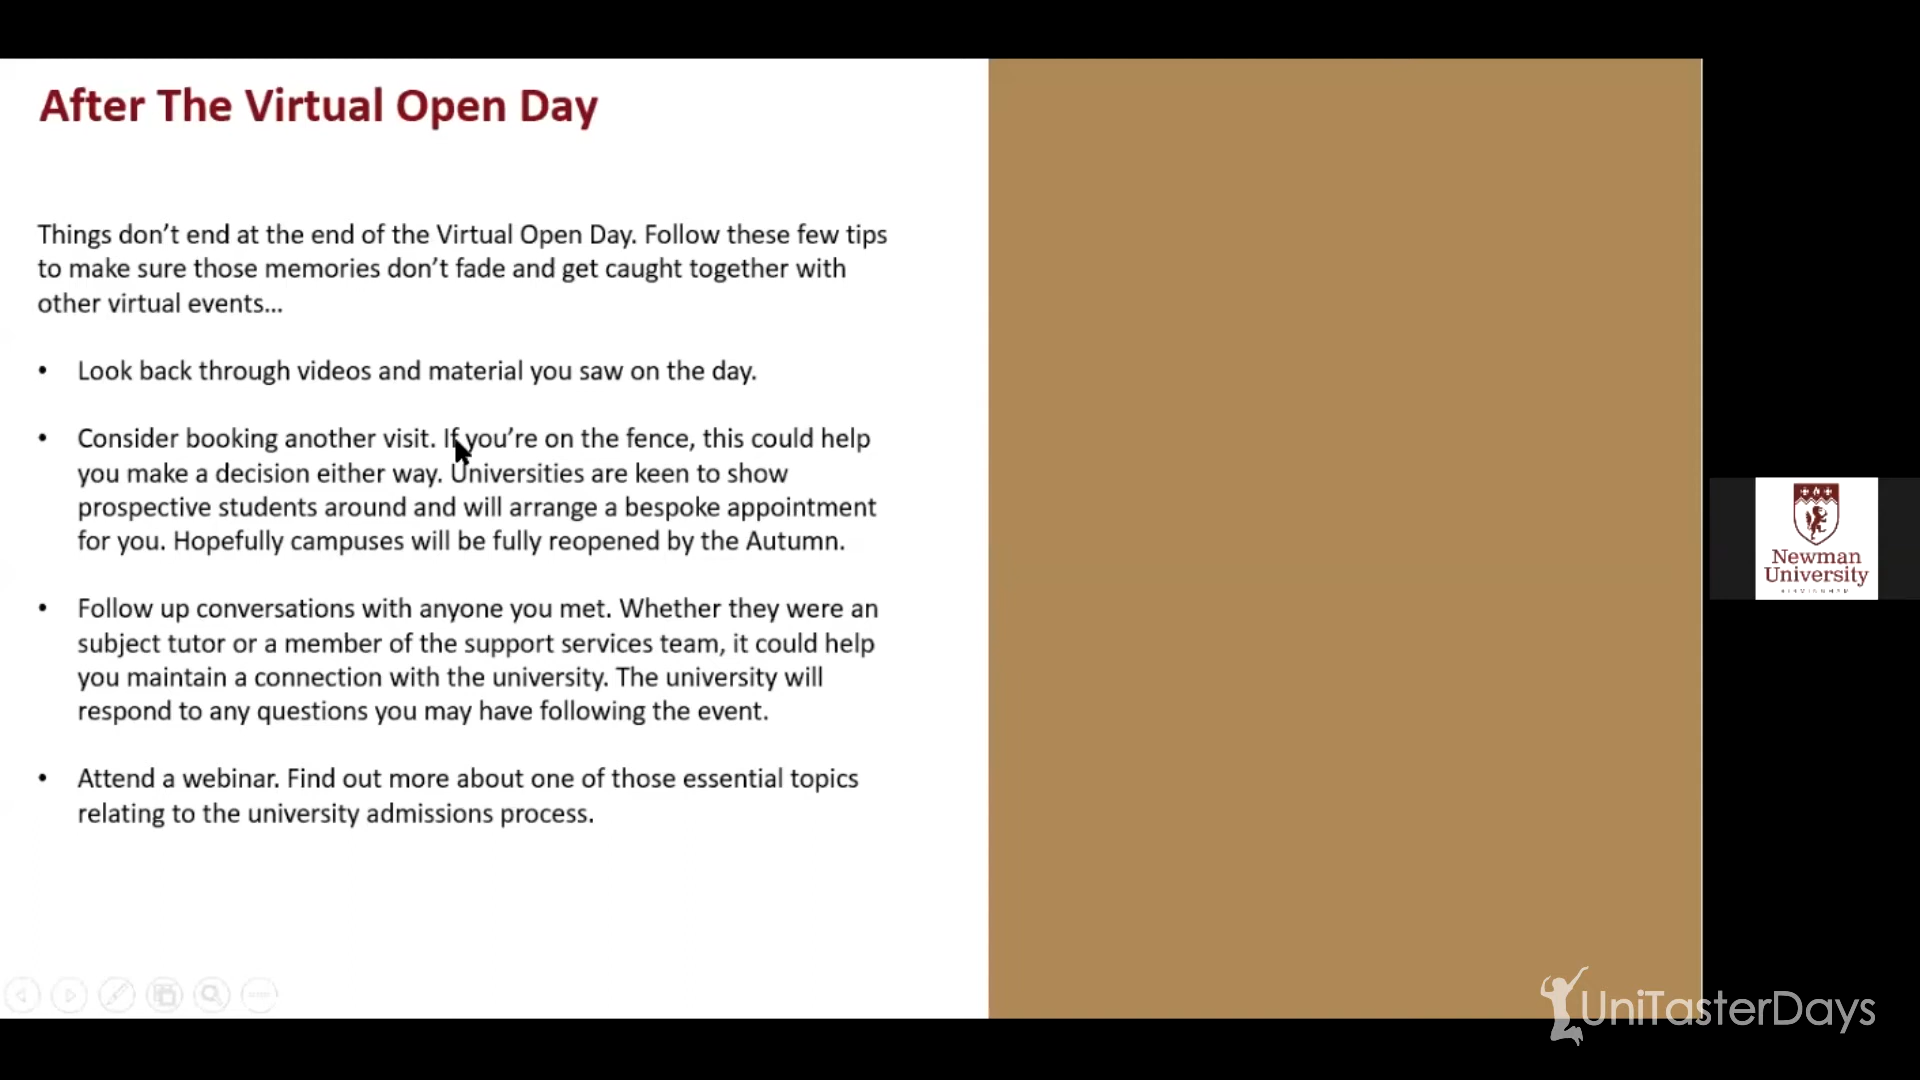 After The Virtual Open Day
Things don’t end at the end of the Virtual Open Day. Follow these few tips
to make sure those memories don’t fade and get caught together with
other virtual events...
• Look back through videos and material you saw on the day.
• Consider booking another visit. If you’re on the fence, this could help
you make a decision either way. Universities are keen to show
prospective students around and will arrange a bespoke appointment
for you. Hopefully campuses will be fully reopened by the Autumn.
• Follow up conversations with anyone you met. Whether they were an
subject tutor or a member of the support services team, it could help
you maintain a connection with the university. The university will
respond to any questions you may have following the event.
• Attend a webinar. Find out more about one of those essential topics
relating to the university admissions process.
Newman
University
BIRMINGHAM
UniTasterDays